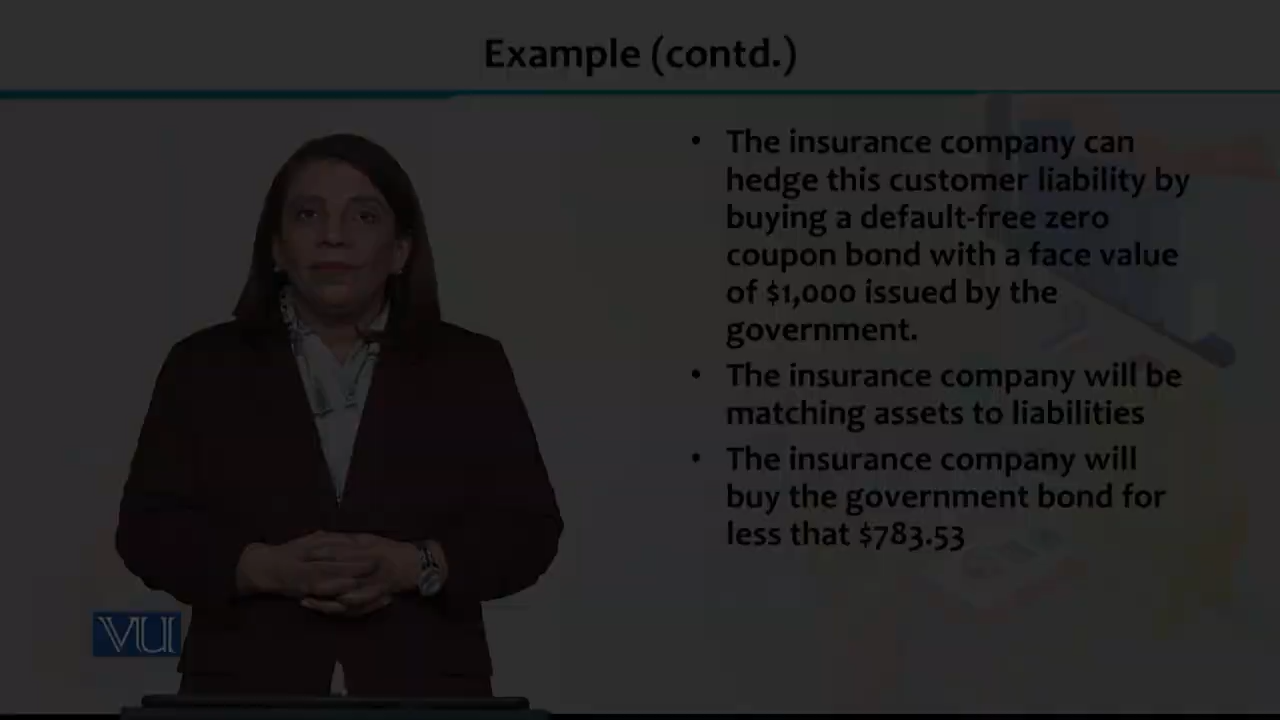 Example (contd.)
• The insurance company can
hedge this customer liability by
buying a default-free zero
coupon bond with a face value
of $1,000 issued by the
government.
• The insurance company will be
matching assets to liabilities
• The insurance company will
buy the government bond for
less that $783.53
VU